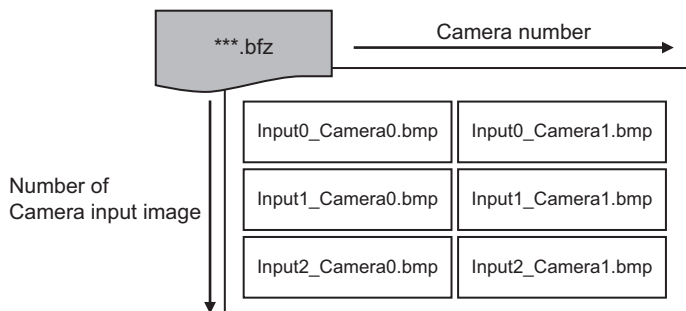 ***.bfz
Camera number
Input0_Camera0.bmp
Input0_Camera1.bmp
Number of
Camera input image
Input1_Camera0.bmp
Input1_Camera1.bmp
Input2_Camera0.bmp
Input2_Camera1.bmp